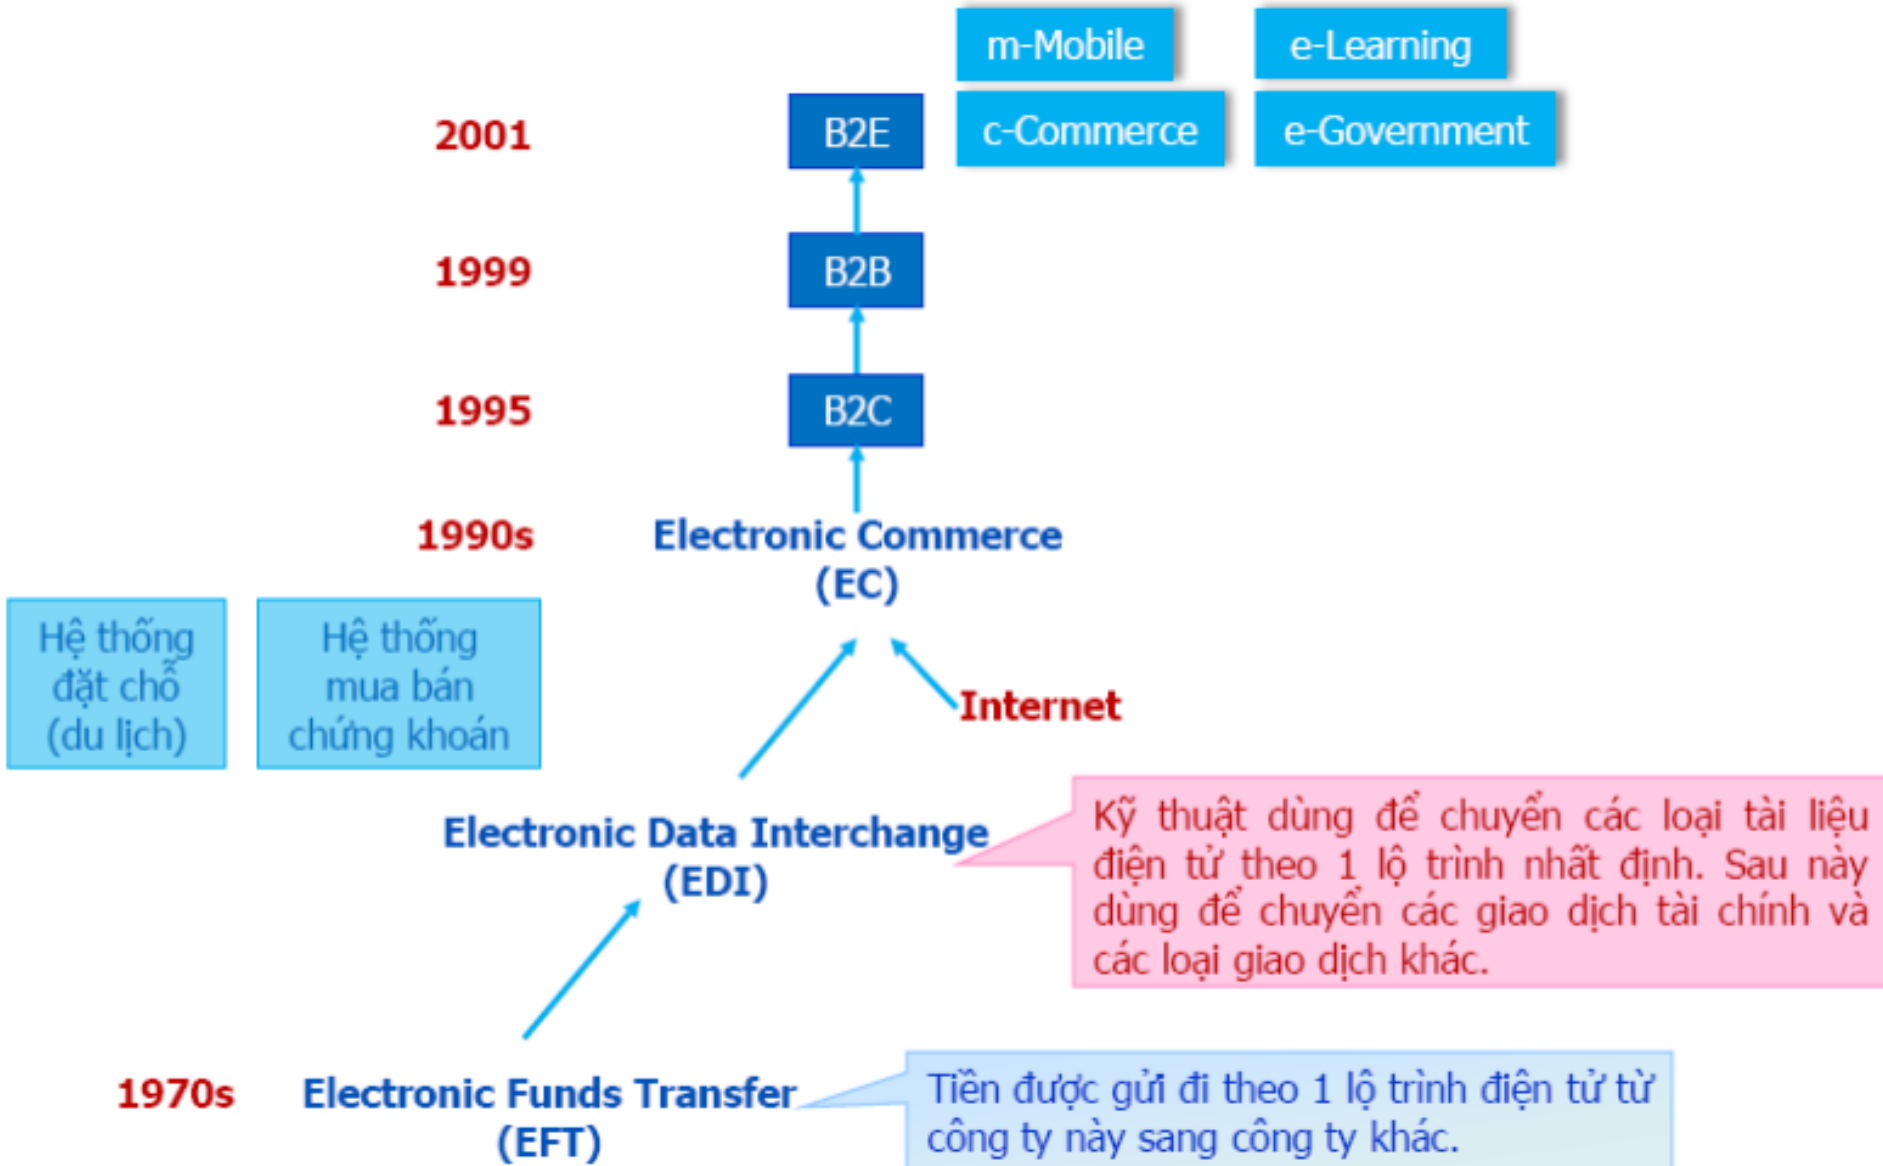 m-Mobile
e-Learning
2001
B2E
c-Commerce
e-Government
1999
B2B
1995
B2C
1990s
Electronic Commerce
(EC)
Hệ thống
đặt chỗ
(du lịch)
Hệ thống
mua bán
chứng khoán
Internet
Electronic Data Interchange
(EDI)
Kỹ thuật dùng để chuyển các loại tài liệu
điện tử theo 1 lộ trình nhất định. Sau này
dùng để chuyển các giao dịch tài chính và
các loại giao dịch khác.
1970s
Electronic Funds Transfer
(EFT)
Tiền được gửi đi theo 1 lộ trình điện tử từ
công ty này sang công ty khác.